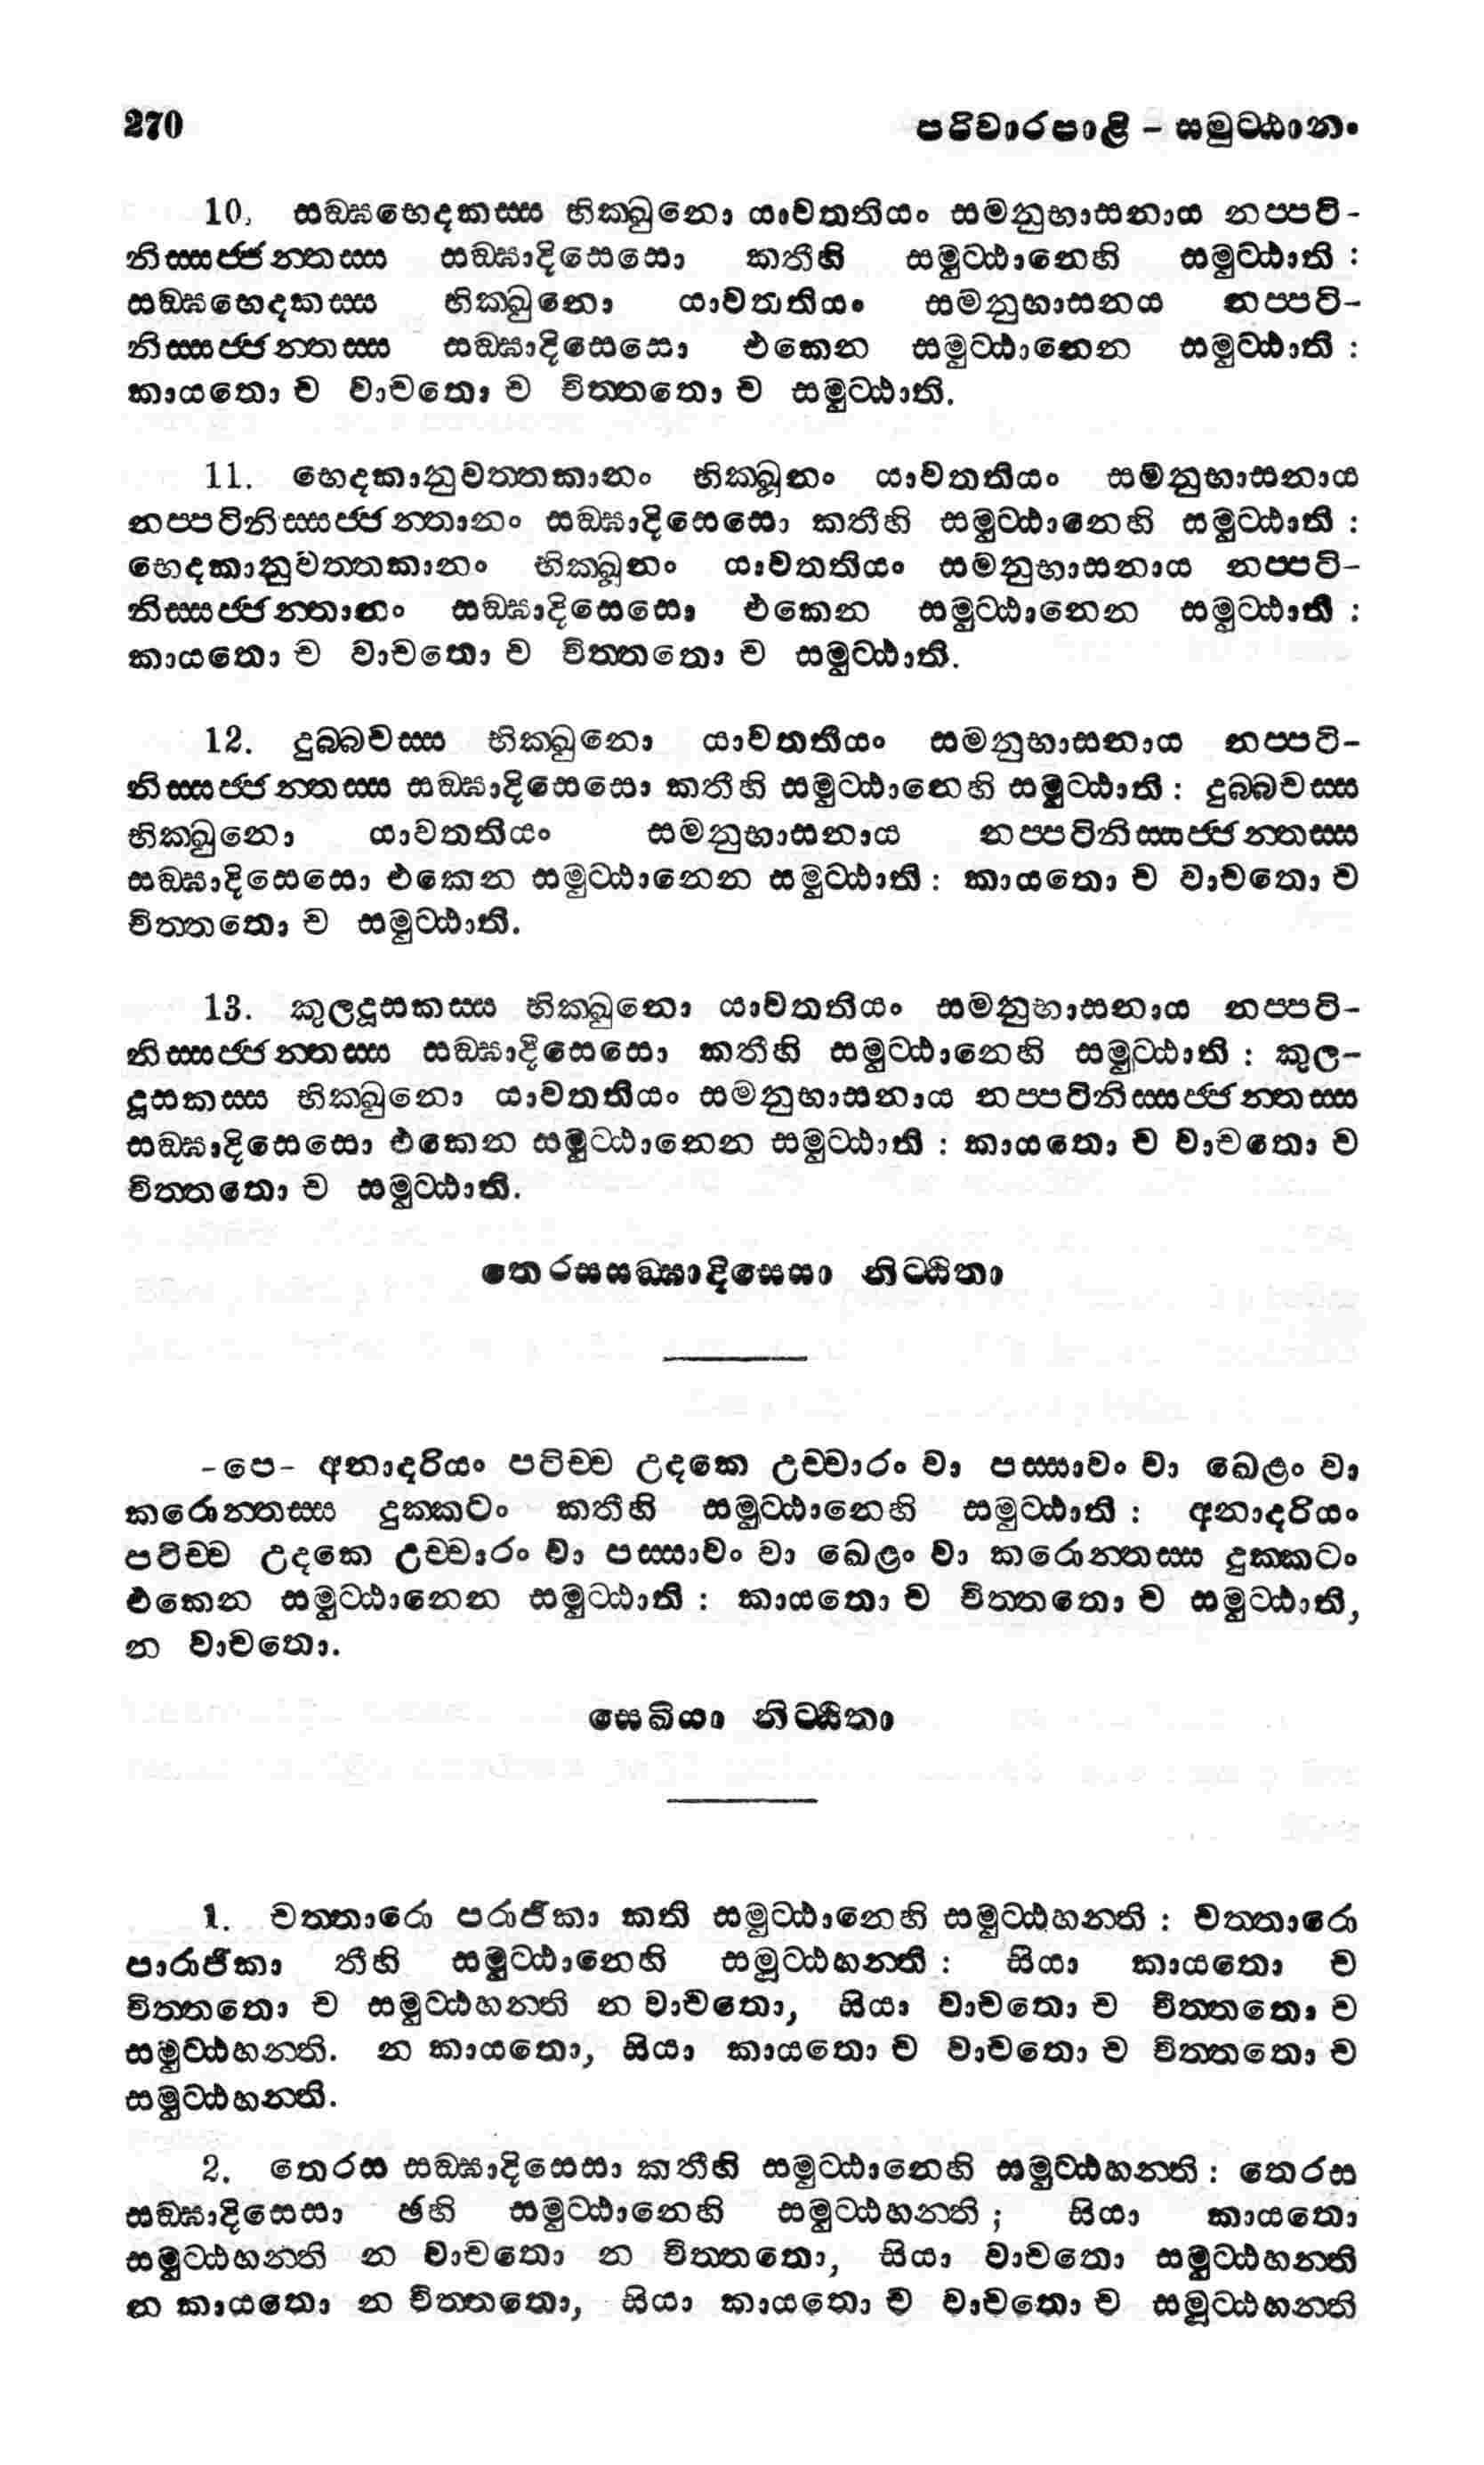 270
පරිවාරපාළි – සමුට්ඨානං
10. සඞ්ඝභෙදකස්ස භික්ඛුනො යාවතතියං සමනුභාසනාය නප්පටි-
නිස්සජ්ජන්තස්ස සඞ්ඝාදිසෙසො කතීහි සමුට්ඨානෙහි සමුට්ඨාති :
සඞ්ඝභෙදකස්ස භික්ඛුනො යාවතතියං සමනුභාසනය නප්පටි-
නිස්සජ්ජන්තස්ස සඞ්ඝාදිසෙසො එකෙන සමුට්ඨානෙන සමුට්ඨාති :
කායතො ච වාචතො ච චිත්තතො ච සමුට්ඨාති.
11. භෙදකානුවත්තකානං භික්ඛූනං යාවතතියං සමනුභාසනාය
නප්පටිනිස්සජ්ජන්තානං සඞ්ඝාදිසෙසො කතීහි සමුට්ඨානෙහි සමුට්ඨාති :
භෙදකානුවත්තකානං භික්ඛූනං යාවතතියං සමනුභාසනාය නප්පටි-
නිස්සජ්ජන්තානං සඞ්ඝාදිසෙසො එකෙන සමුට්ඨානෙන සමුට්ඨාති :
කායතො ච වාචතො ච චිත්තතො ච සමුට්ඨාති.
12. දුබ්බචස්ස භික්ඛුනො යාවතතියං සමනුභාසනාය නප්පටි-
නිස්සජ්ජන්තස්ස සඞ්ඝාදිසෙසො කතීහි සමුට්ඨානෙහි සමුට්ඨාති : දුබ්බචස්ස
භික්ඛුනො යාවතතියං සමනුභාසනාය නප්පටිනිස්සජ්ජන්තස්ස
සඞ්ඝාදිසෙසො එකෙන සමුට්ඨානෙන සමුට්ඨාති : කායතො ච වාචතො ච
චිත්තතො ච සමුට්ඨාති.
13. කුලදූසකස්ස භික්ඛුනො යාවතතියං සමනුභාසනාය නප්පටි-
නිස්සජ්ජන්තස්ස සඞ්ඝාදිසෙසො කතීහි සමුට්ඨානෙහි සමුට්ඨාති : කුල-
දූසකස්ස භික්ඛුනො යාවතතියං සමනුභාසනාය නප්පටිනිස්සජ්ජන්තස්ස
සඞ්ඝාදිසෙසො එකෙන සමුට්ඨානෙන සමුට්ඨාති : කායතො ච වාචතො ච
චිත්තතො ච සමුට්ඨාති.
තෙරසසඞ්ඝාදිසෙසා නිට්ඨිතා
-පෙ- අනාදරියං පටිච්ච උදකෙ උච්චාරං වා පස්සාවං වා ඛෙළං වා
කරොන්තස්ස දුක්කටං කතීහි සමුට්ඨානෙහි සමුට්ඨාති : අනාදරියං
පටිච්ච උදකෙ උච්චාරං වා පස්සාවං වා ඛෙළං වා කරොන්තස්ස දුක්කටං
එකෙන සමුට්ඨානෙන සමුට්ඨාති : කායතො ච චිත්තතො ච සමුට්ඨාති,
න වාචතො.
සෙඛියා නිට්ඨිතා
1. චත්තාරො පරාජිකා කති සමුට්ඨානෙහි සමුට්ඨහන්ති : චත්තාරො
පාරාජිකා තීහි සමුට්ඨානෙහි සමුට්ඨහන්ති : සියා කායතො ච
චිත්තතො ච සමුට්ඨහන්ති න වාචතො, සියා වාචතො ච චිත්තතො ච
සමුට්ඨහන්ති. න කායතො, සියා කායතො ච වාචතො ච චිත්තතො ච
සමුට්ඨහන්ති.
2. තෙරස සඞ්ඝාදිසෙසා කතීහි සමුට්ඨානෙහි සමුට්ඨහන්ති : තෙරස
සඞ්ඝාදිසෙසා ඡහි සමුට්ඨානෙහි සමුට්ඨහන්ති ; සියා කායතො
සමුට්ඨහන්ති න වාචතො න චිත්තතො, සියා වාචතො සමුට්ඨහන්ති
න කායතො න චිත්තතො, සියා කායතො ච වාචතො ච සමුට්ඨහන්ති